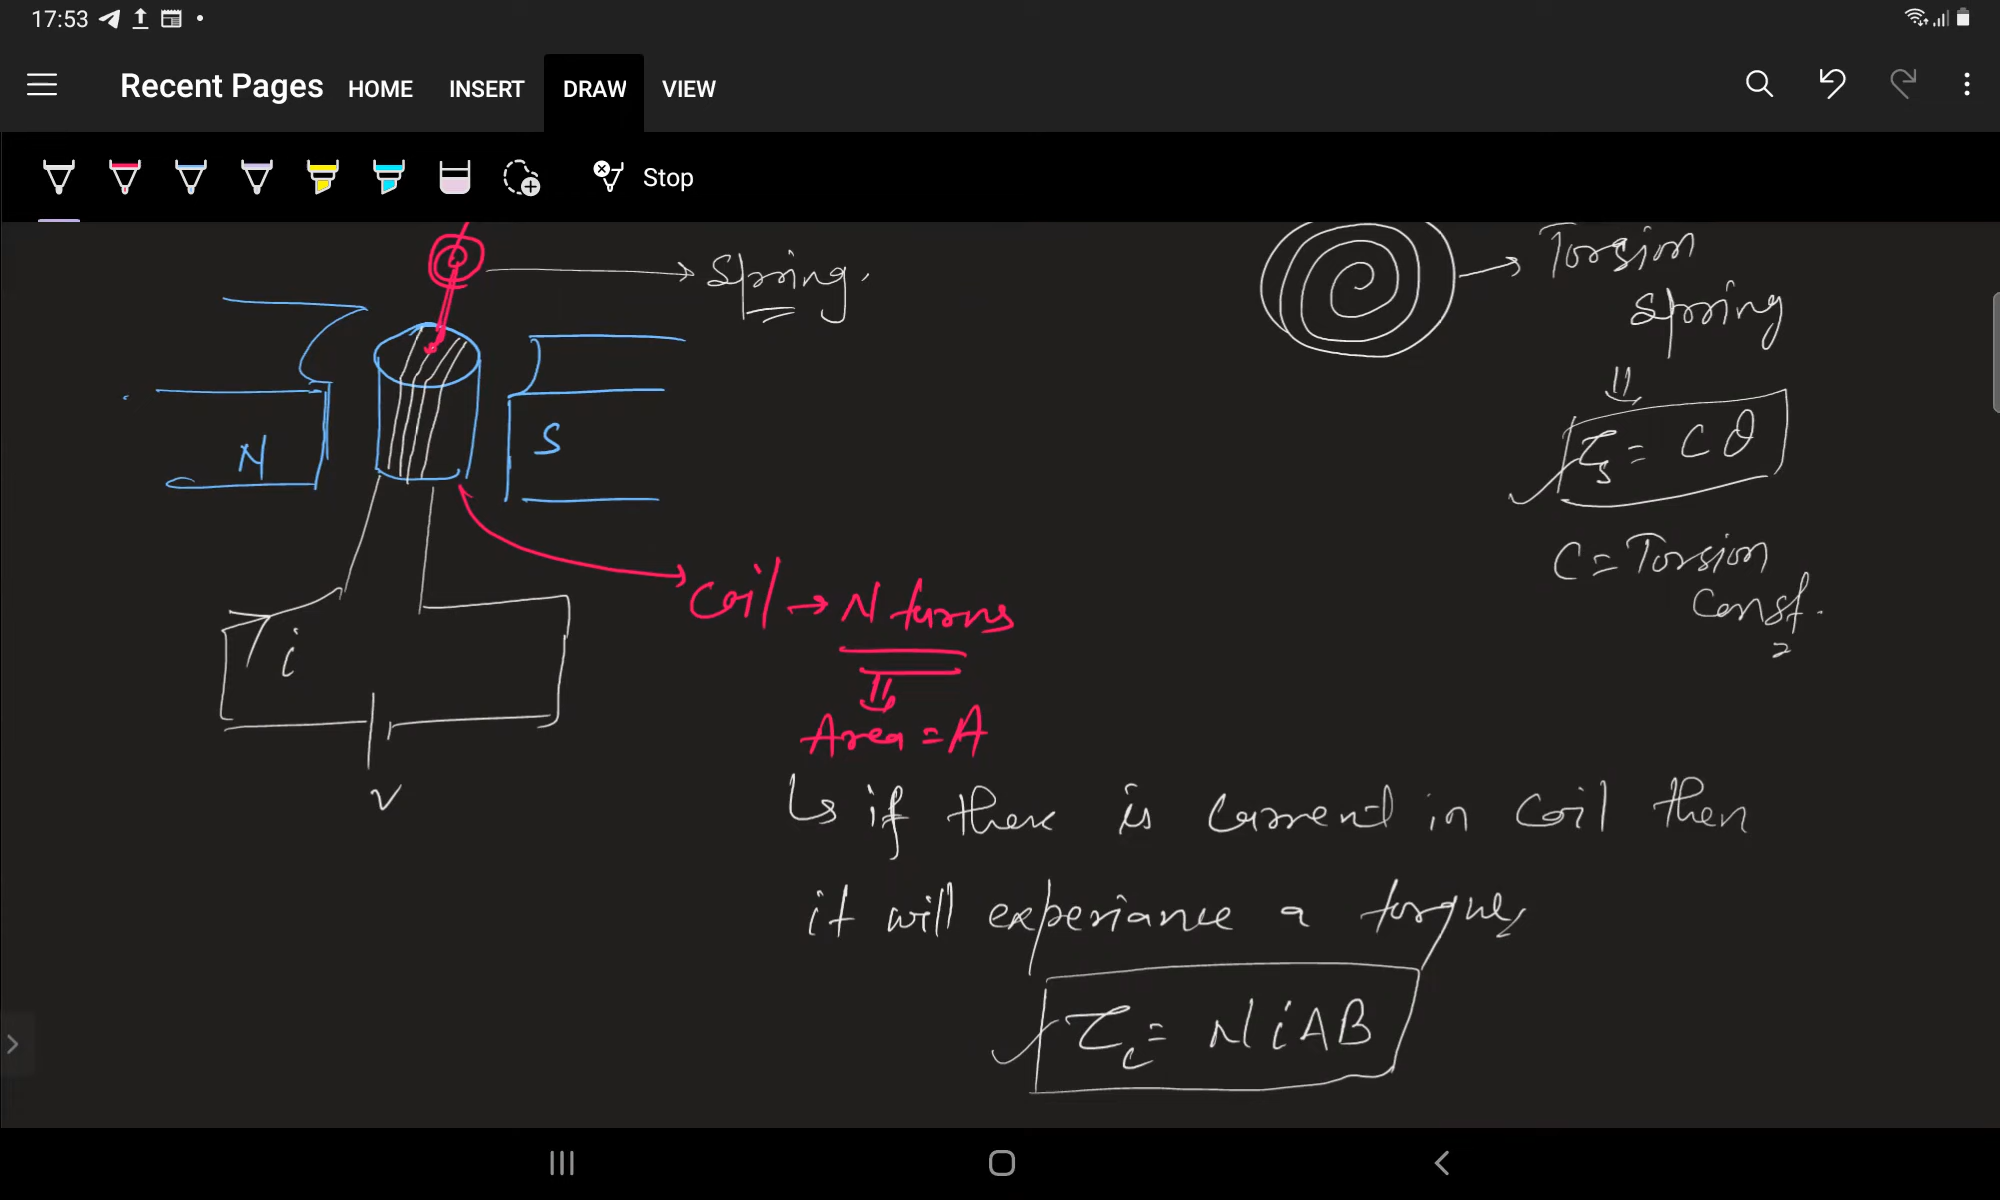 17:53
Recent Pages HOME INSERT DRAW VIEW
Stop
Spring.
Torsion
Spring
N
S
τs = Cθ
C = Torsion
Const.
Coil → N turns
i
Area = A
V
↳ if there is current in coil then
it will experiance a torque,
τc = NiAB